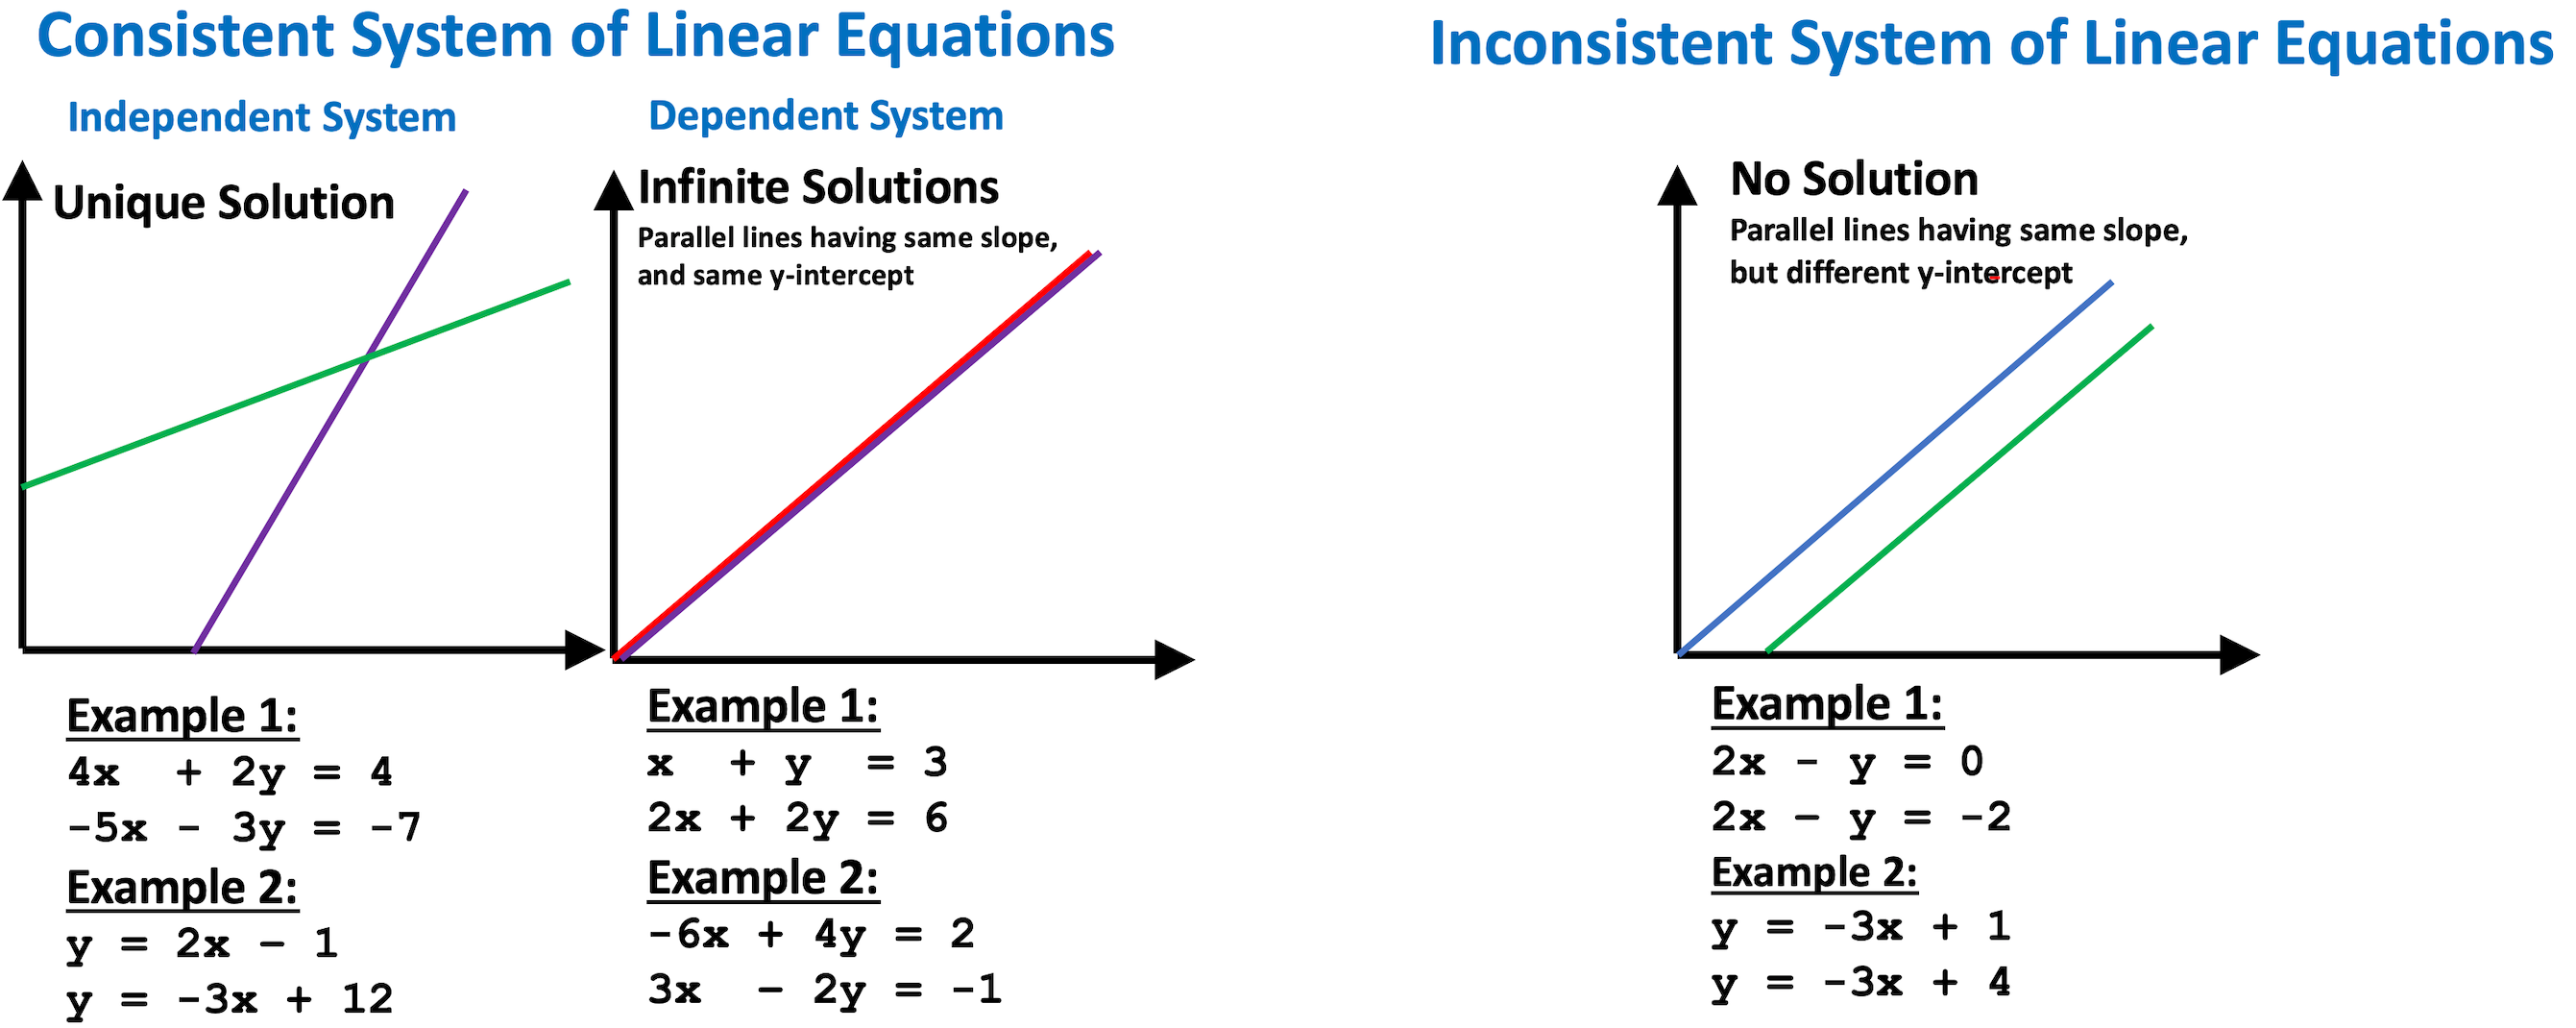 Consistent System of Linear Equations
Independent System
Unique Solution
Example 1:
4x + 2y = 4
-5x - 3y = -7
Example 2:
y = 2x - 1
y = -3x + 12
Dependent System
Infinite Solutions
Parallel lines having same slope,
and same y-intercept
Example 1:
x + y = 3
2x + 2y = 6
Example 2:
-6x + 4y = 2
3x - 2y = -1
Inconsistent System of Linear Equations
No Solution
Parallel lines having same slope,
but different y-intercept
Example 1:
2x - y = 0
2x - y = -2
Example 2:
y = -3x + 1
y = -3x + 4